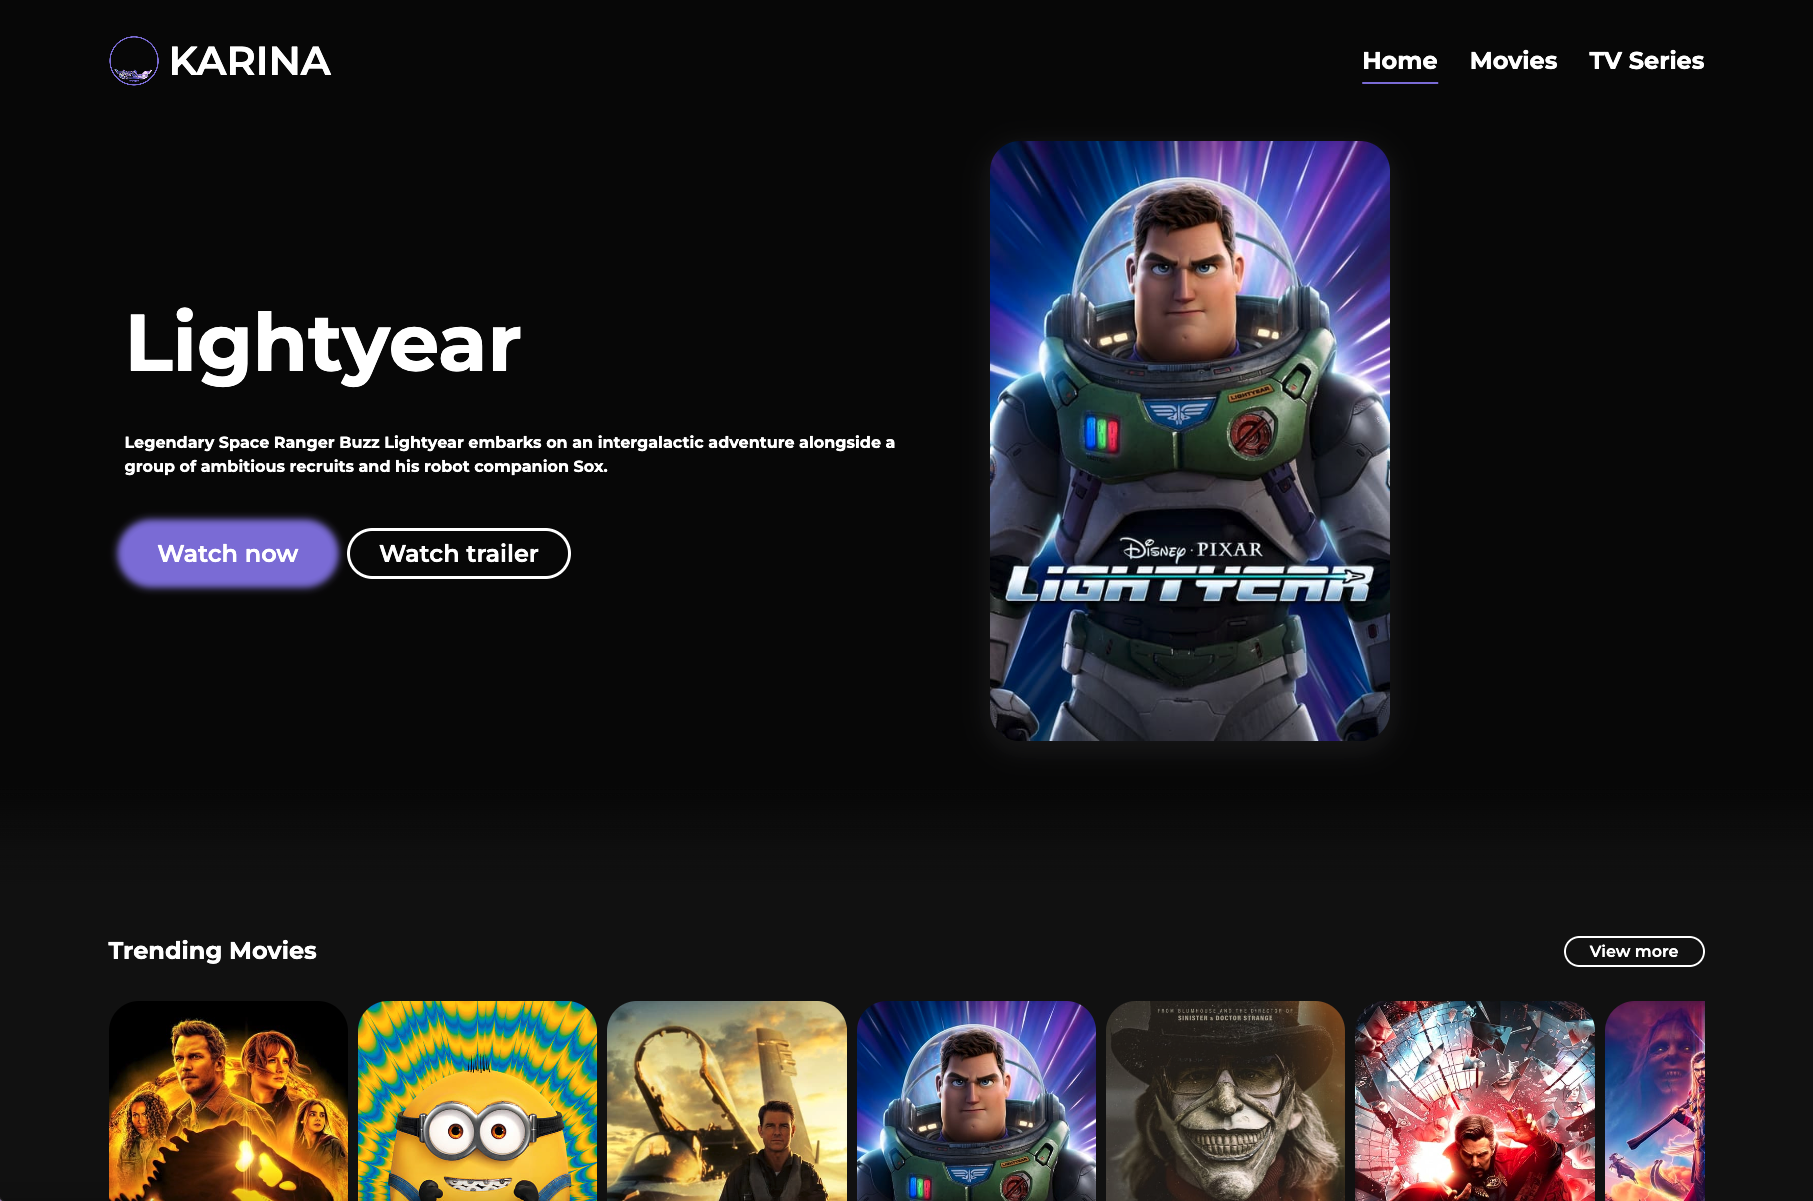 KARINA
Home
Movies
TV Series
Lightyear
Legendary Space Ranger Buzz Lightyear embarks on an intergalactic adventure alongside a
group of ambitious recruits and his robot companion Sox.
Watch now
Watch trailer
LIGHTYEAR
DISNEY · PIXAR
LIGHTYEAR
Trending Movies
View more
FROM BLUMHOUSE AND THE DIRECTOR OF
SINISTER & DOCTOR STRANGE